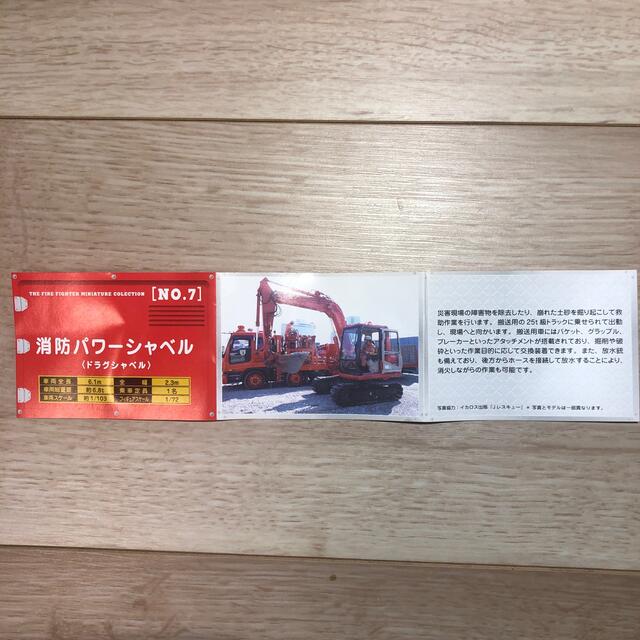 THE FIRE FIGHTER MINIATURE COLECTION
[NO.7]
消防パワーシャベル
〈ドラグシャベル〉
車両全長 6.1m 全幅 2.3m
車両総重量 約6.8t 乗車定員 1名
車両スケール 約1/103 フィギュアスケール 1/72
災害現場の障害物を除去したり、崩れた土砂を掘り起こして救
助作業を行います。搬送用の25t級トラックに乗せられて出動
し、現場へと向かいます。搬送用車にはバケット、グラップル、
ブレーカーといったアタッチメントが搭載されており、掘削や破
砕といった作業目的に応じて交換装着できます。また、放水銃
も備えており、後方からホースを接続して放水することにより、
消火しながらの作業も可能です。
写真協力：イカロス出版「Jレスキュー」 * 写真とモデルは一部異なります。